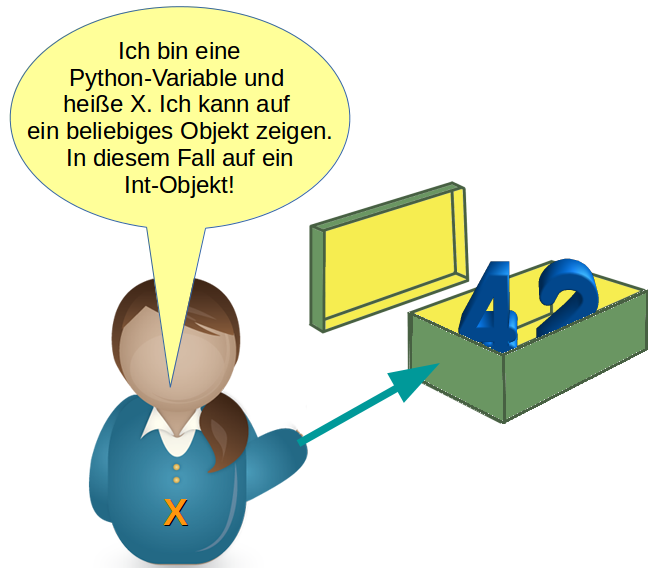 Ich bin eine
Python-Variable und
heiße X. Ich kann auf
ein beliebiges Objekt zeigen.
In diesem Fall auf ein
Int-Objekt!
42
X